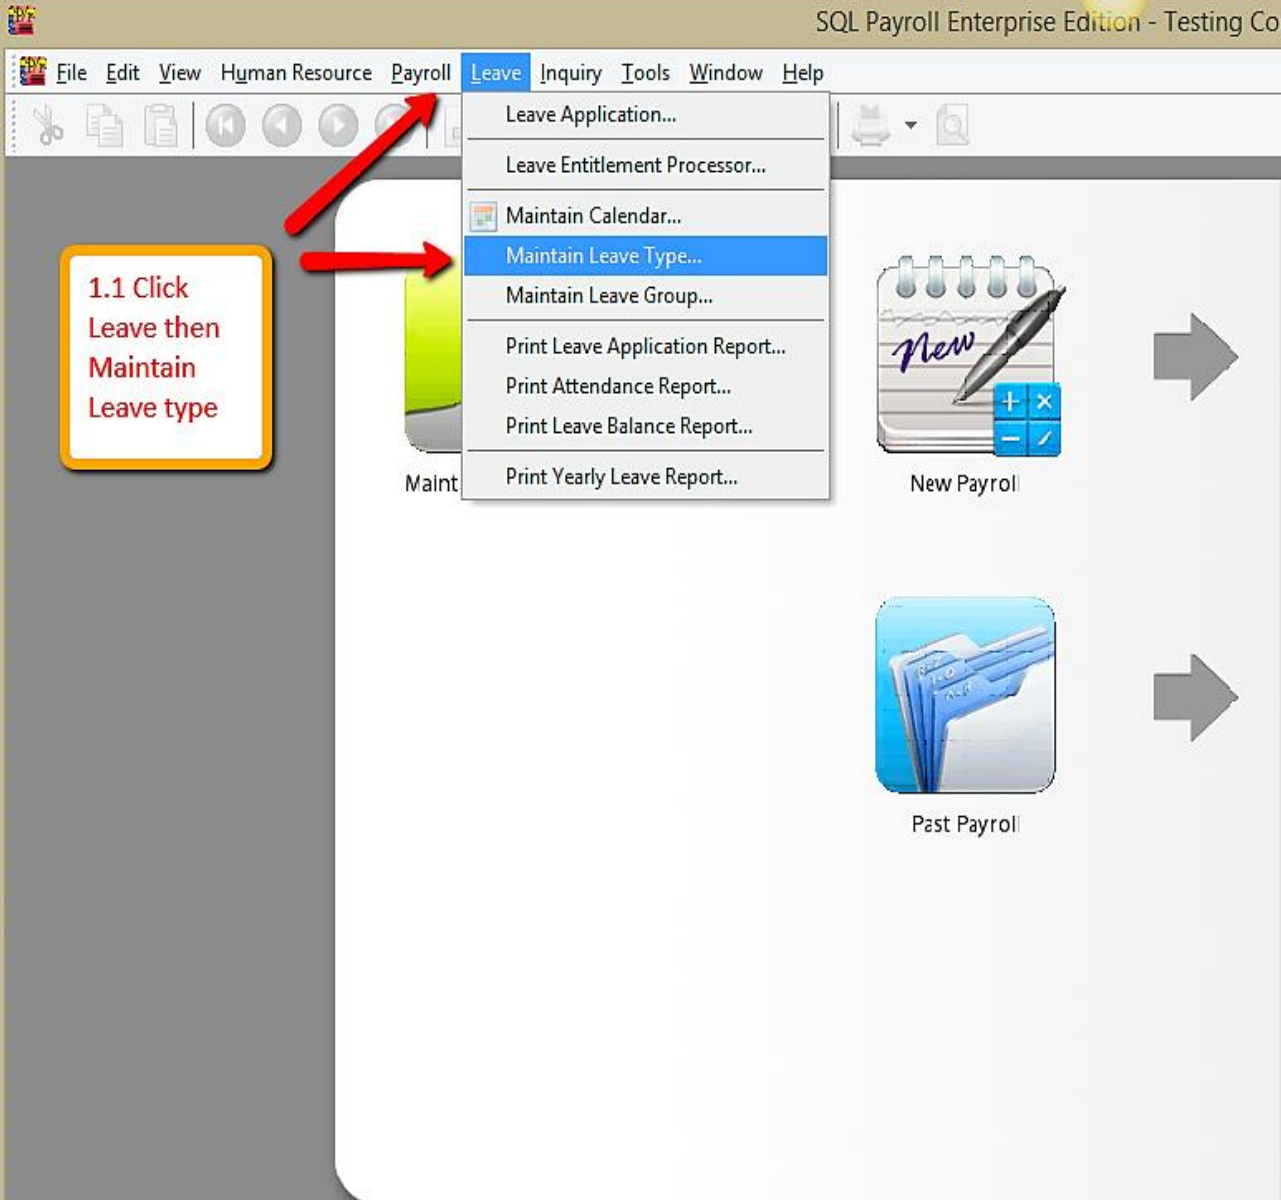 SQL Payroll Enterprise Edition - Testing Co
File Edit View Human Resource Payroll Leave Inquiry Tools Window Help
Leave Application...
Leave Entitlement Processor...
Maintain Calendar...
Maintain Leave Type...
Maintain Leave Group...
Print Leave Application Report...
Print Attendance Report...
Print Leave Balance Report...
Print Yearly Leave Report...
1.1 Click
Leave then
Maintain
Leave type
Maint
New
New Payroll
Past Payroll